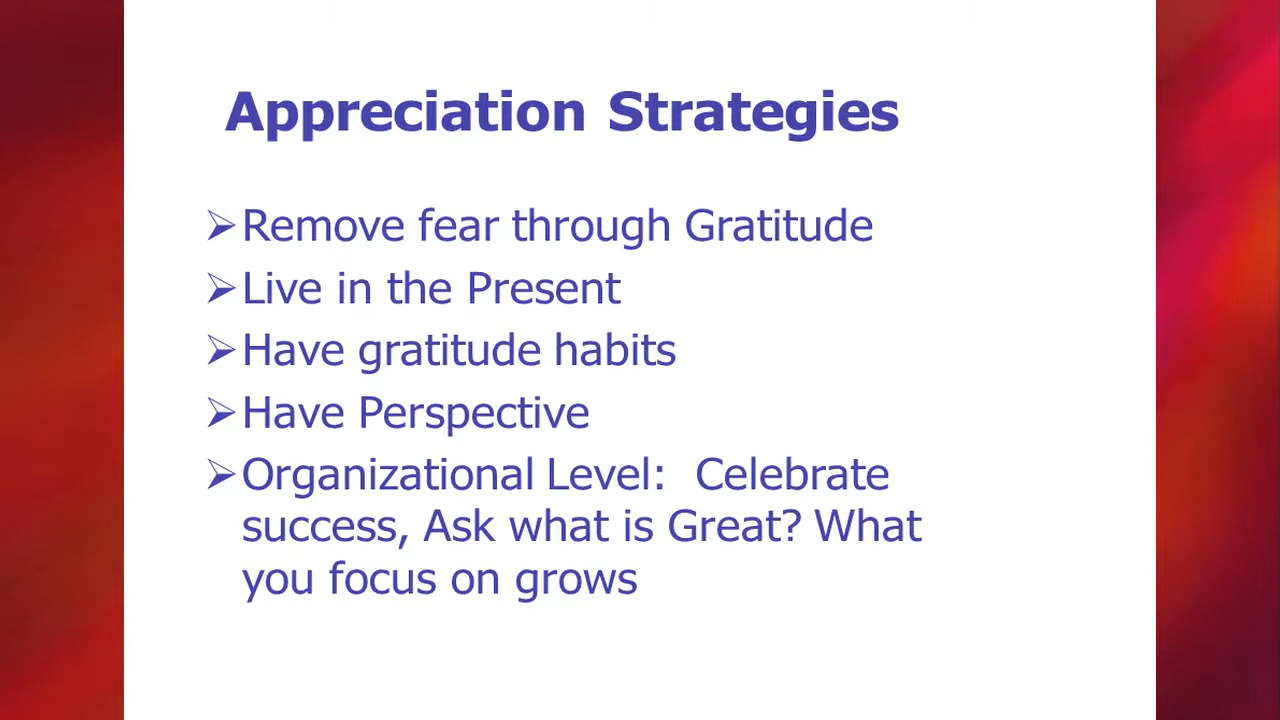 Appreciation Strategies
➢Remove fear through Gratitude
➢Live in the Present
➢Have gratitude habits
➢Have Perspective
➢Organizational Level:  Celebrate
success, Ask what is Great? What
you focus on grows